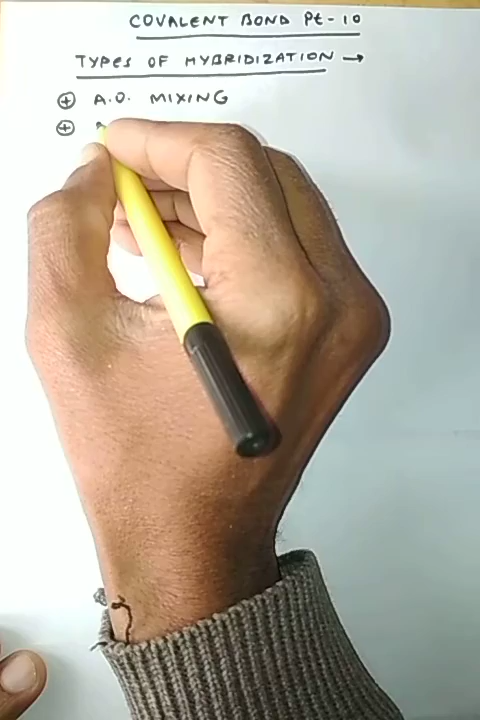 COVALENT BOND Pt-10
TYPES OF HYBRIDIZATION →
⊕ A.O. MIXING
⊕